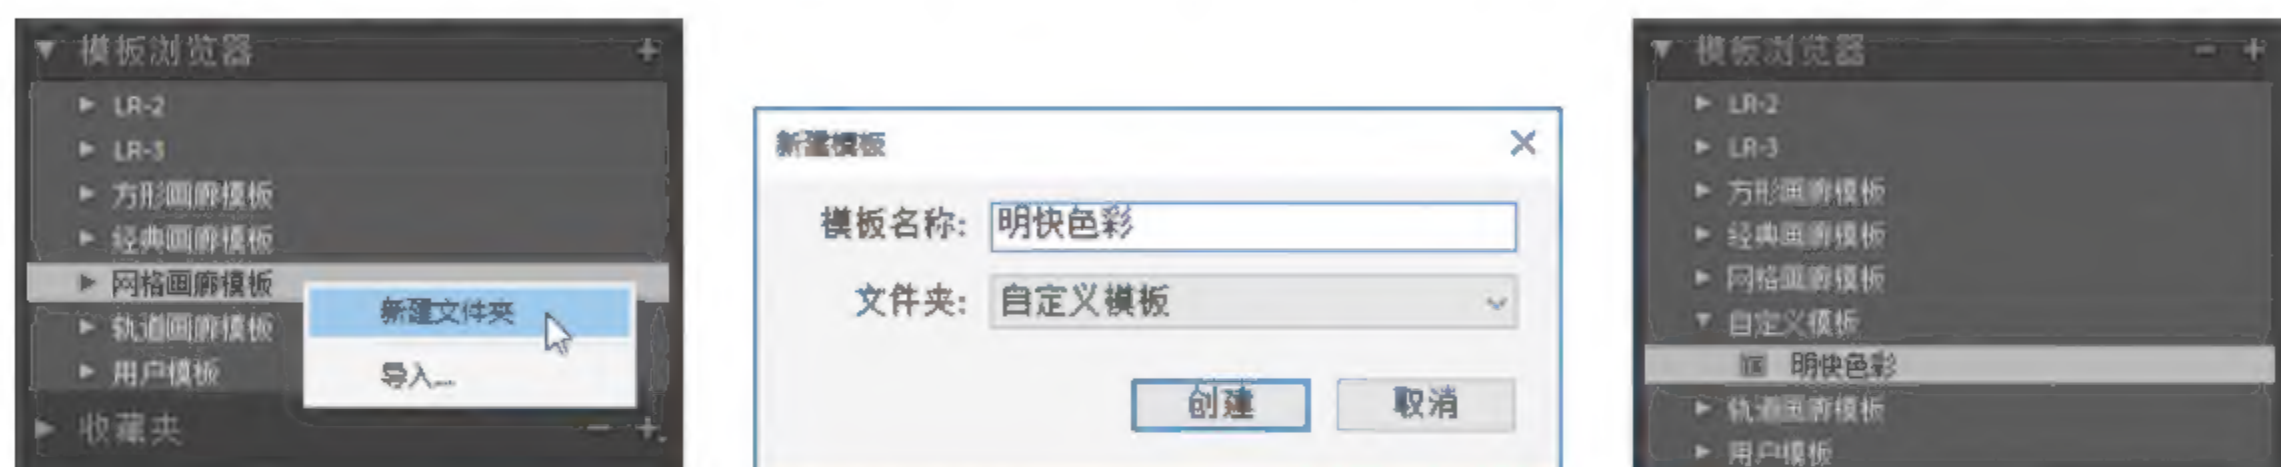 模板浏览器
LR-2
LR-3
方形画廊模板
经典画廊模板
网格画廊模板
轨道画廊模板
用户模板
收藏夹
新建文件夹
导入...
新建模板
模板名称: 明快色彩
文件夹: 自定义模板
创建 取消
模板浏览器
LR-2
LR-3
方形画廊模板
经典画廊模板
网格画廊模板
自定义模板
明快色彩
轨道画廊模板
用户模板